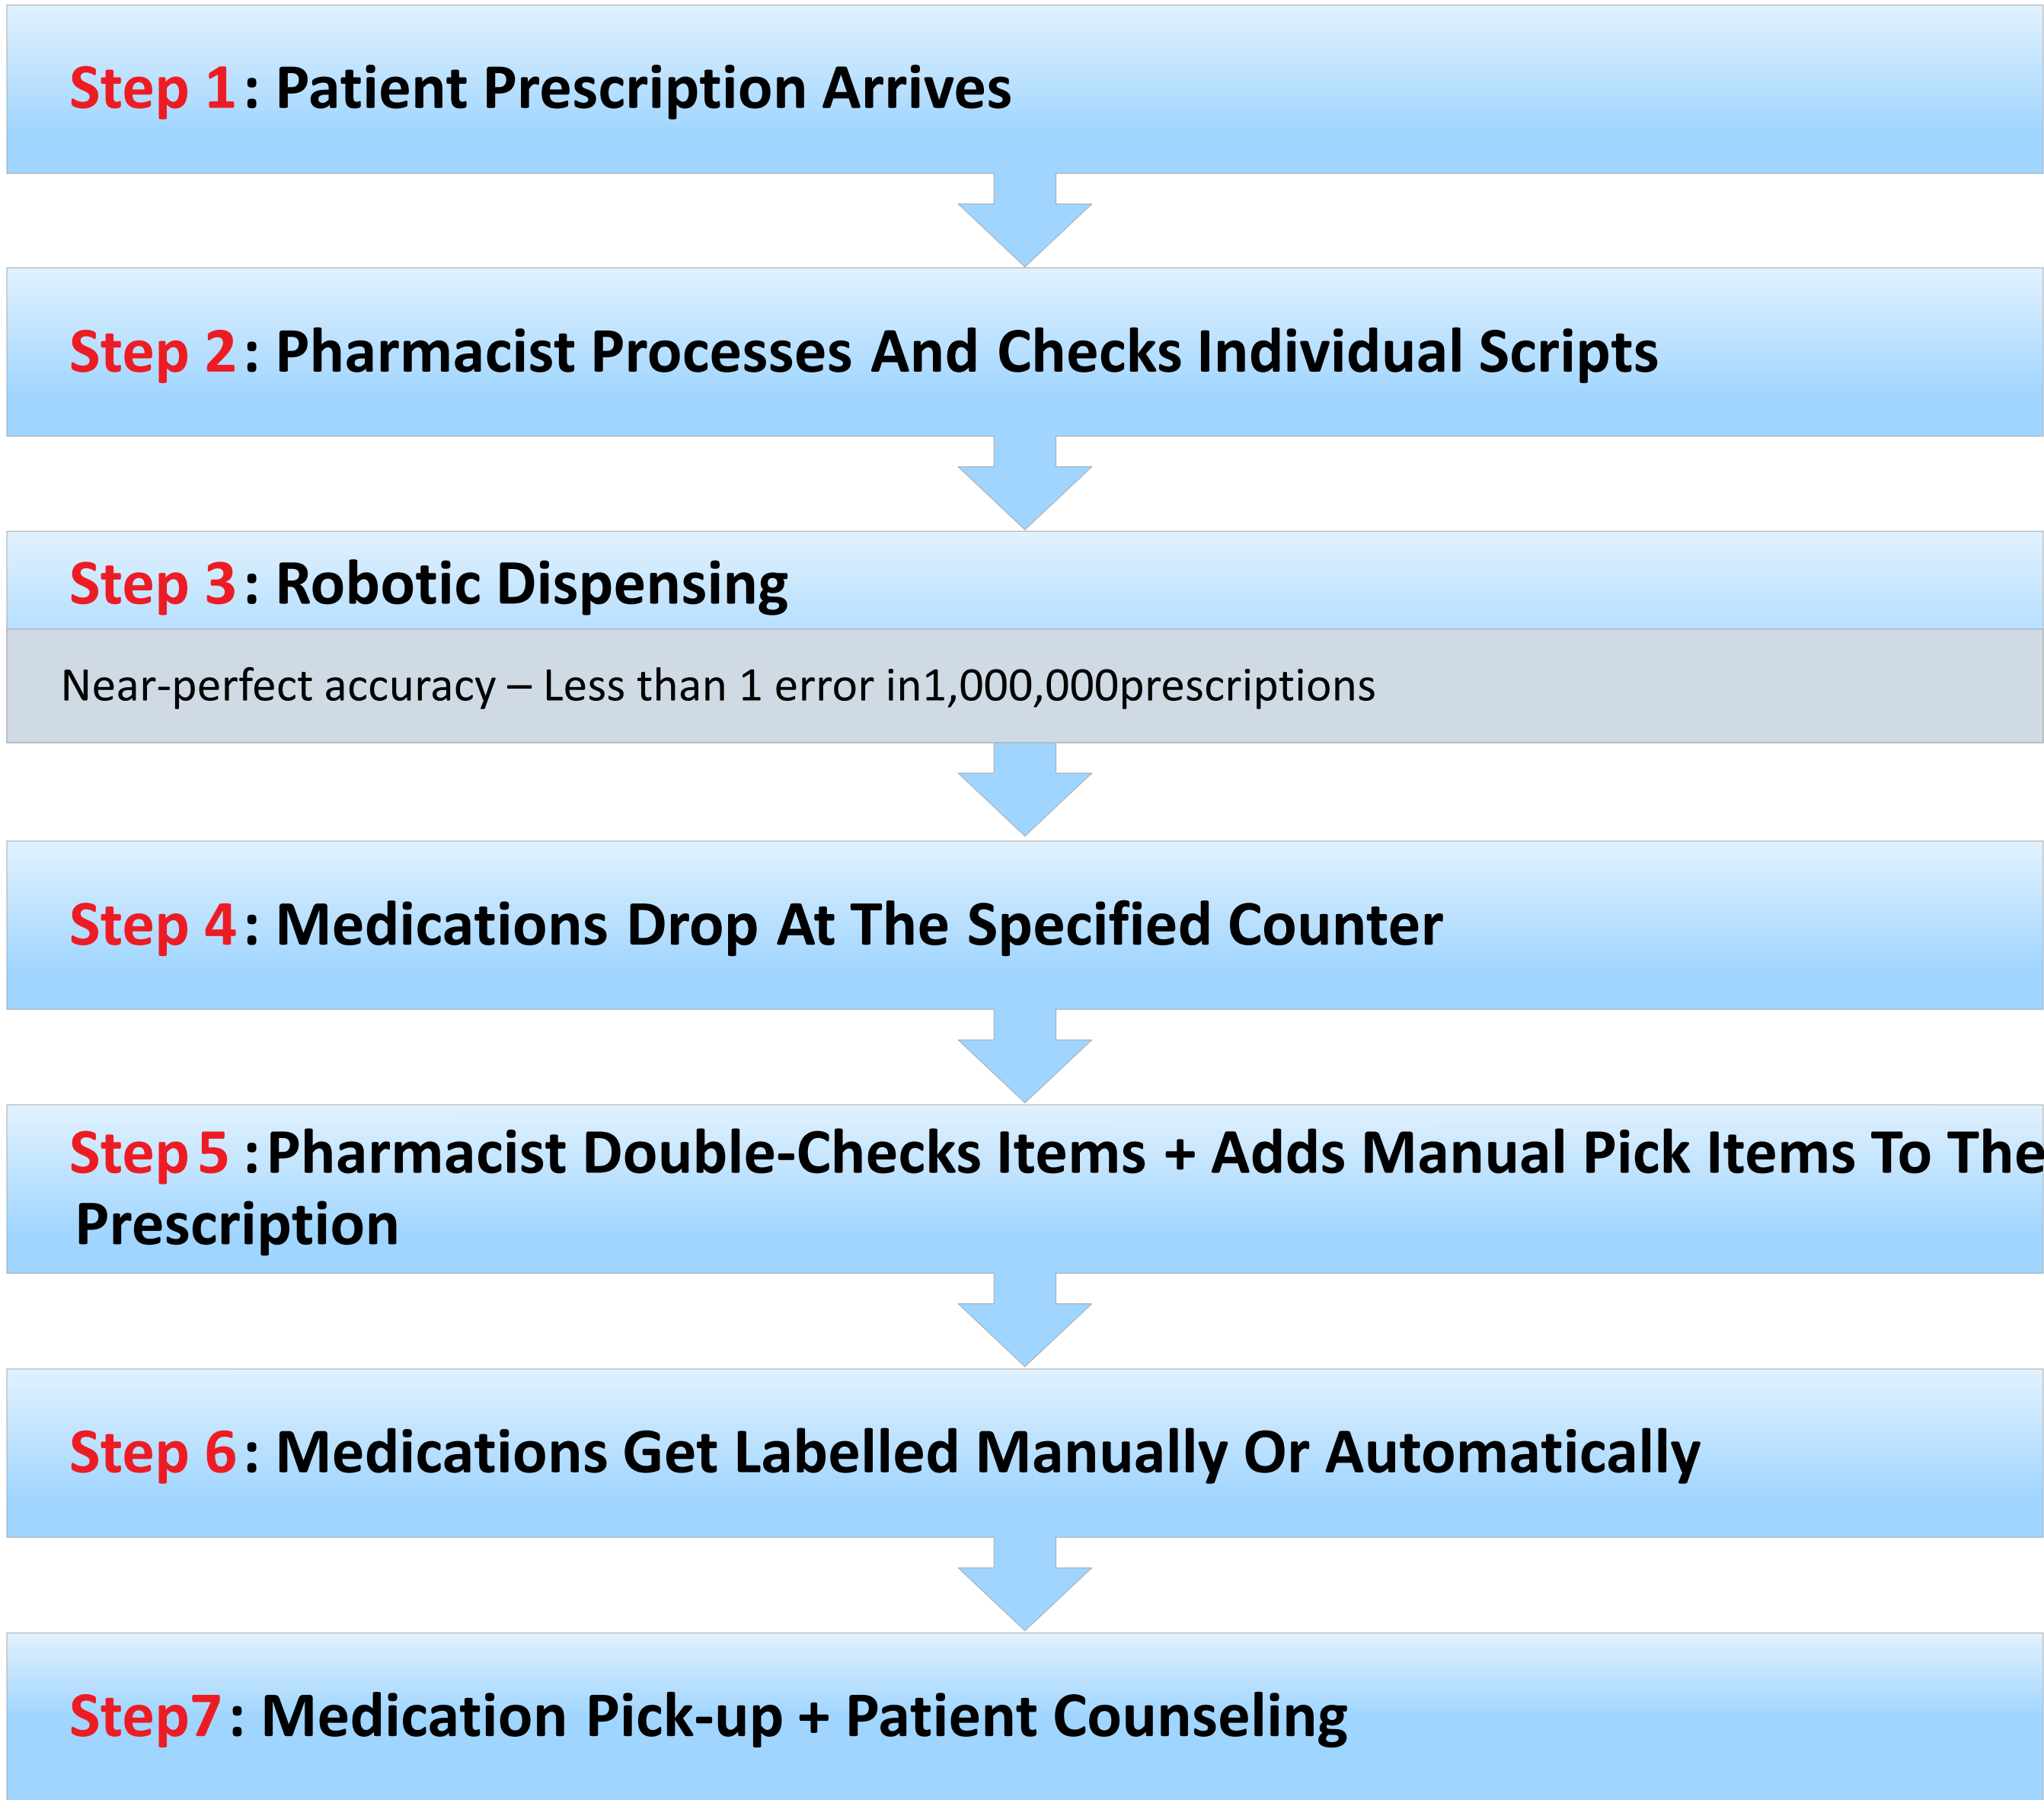 Step 1: Patient Prescription Arrives
Step 2: Pharmacist Processes And Checks Individual Scripts
Step 3: Robotic Dispensing
Near-perfect accuracy – Less than 1 error in1,000,000prescriptions
Step 4: Medications Drop At The Specified Counter
Step 5 :Pharmacist Double-Checks Items + Adds Manual Pick Items To The
Prescription
Step 6: Medications Get Labelled Manually Or Automatically
Step7: Medication Pick-up + Patient Counseling